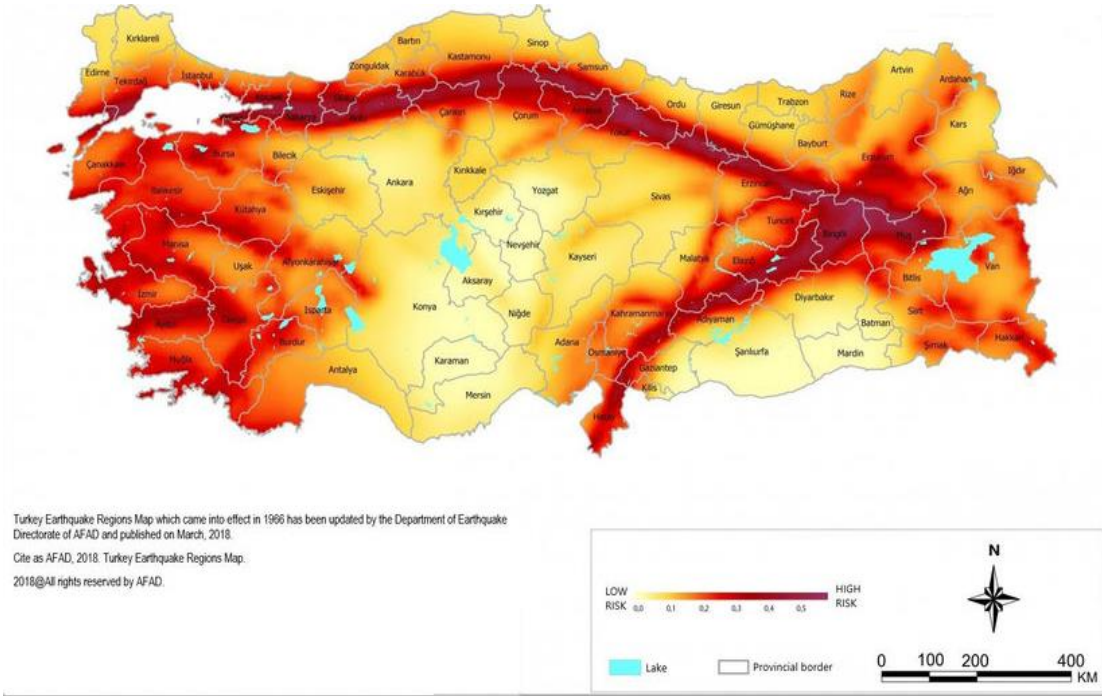 Kırklareli
Edirne
Tekirdağ
İstanbul
Zonguldak
Bartın
Karabük
Kastamonu
Sinop
Samsun
Ordu
Giresun
Trabzon
Rize
Artvin
Ardahan
Kars
Gümüşhane
Bayburt
Erzurum
Iğdır
Ağrı
Çanakkale
Bursa
Bilecik
Balıkesir
Kütahya
Eskişehir
Ankara
Çankırı
Çorum
Kırıkkale
Yozgat
Kırşehir
Sivas
Erzincan
Tunceli
Bingöl
Muş
Manisa
Uşak
Afyonkarahisar
Nevşehir
Kayseri
Malatya
Elazığ
Bitlis
Van
İzmir
Isparta
Konya
Aksaray
Niğde
Kahramanmaraş
Adıyaman
Diyarbakır
Batman
Siirt
Şırnak
Hakkari
Muğla
Burdur
Antalya
Karaman
Mersin
Adana
Osmaniye
Gaziantep
Kilis
Hatay
Şanlıurfa
Mardin
Turkey Earthquake Regions Map which came into effect in 1966 has been updated by the Department of Earthquake
Directorate of AFAD and published on March, 2018.
Cite as AFAD, 2018. Turkey Earthquake Regions Map.
2018@All rights reserved by AFAD.
LOW RISK
0,0 0,1 0,2 0,3 0,4 0,5
HIGH RISK
N
Lake
Provincial border
0 100 200 400
KM